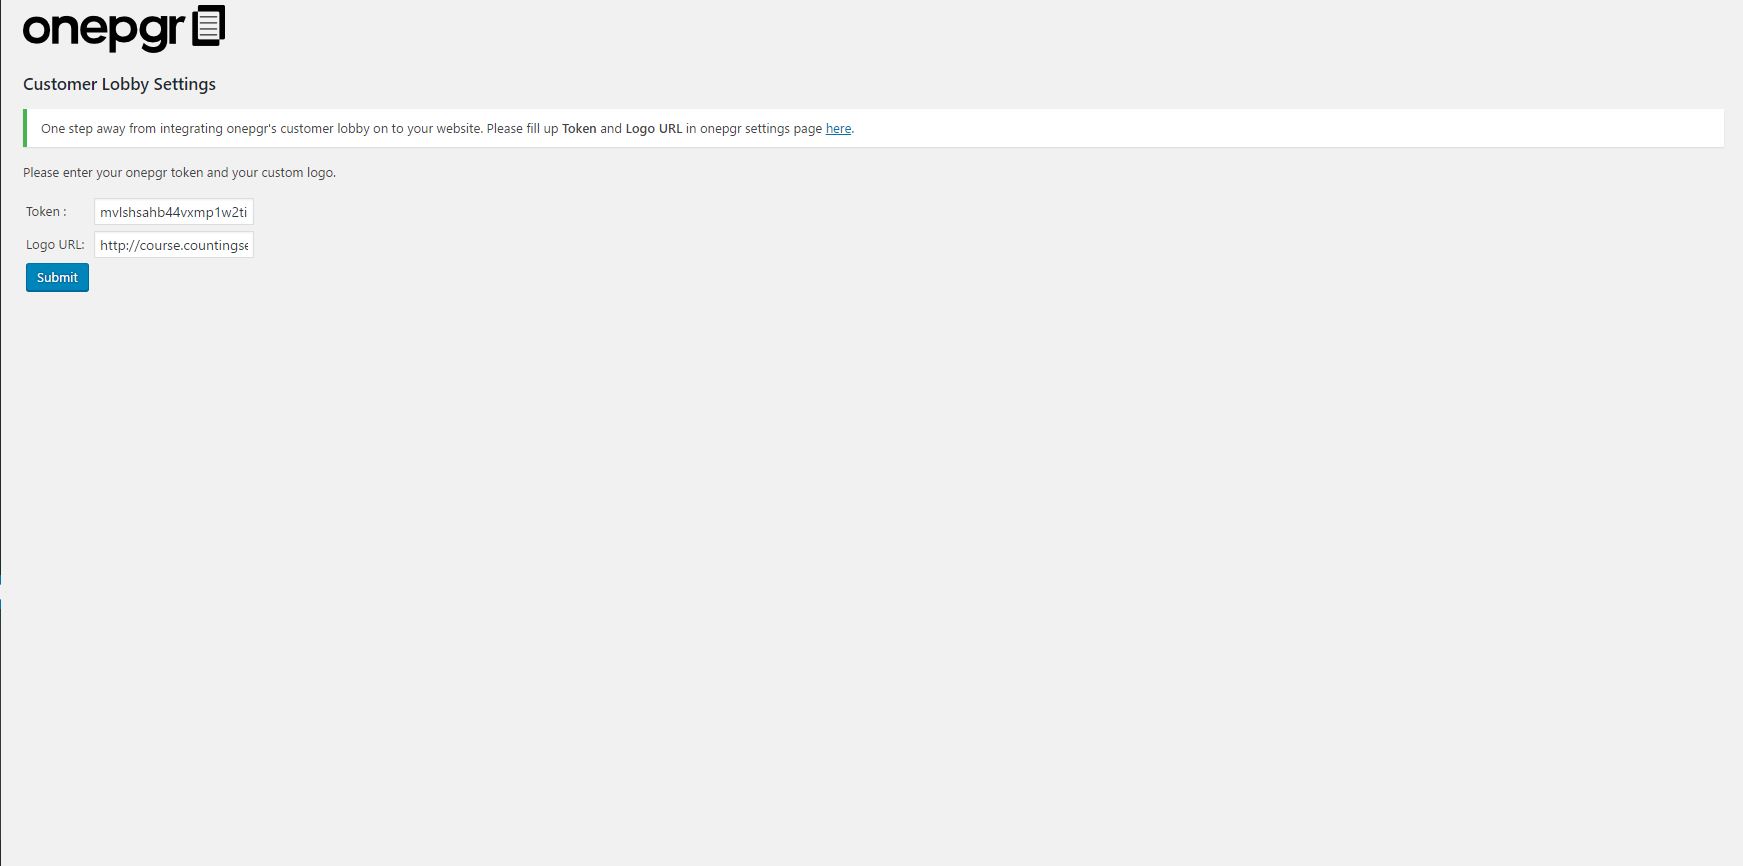 onepgr
Customer Lobby Settings
One step away from integrating onepgr's customer lobby on to your website. Please fill up Token and Logo URL in onepgr settings page here.
Please enter your onepgr token and your custom logo.
Token : mvlshsahb44vxmp1w2ti
Logo URL: http://course.countingse
Submit